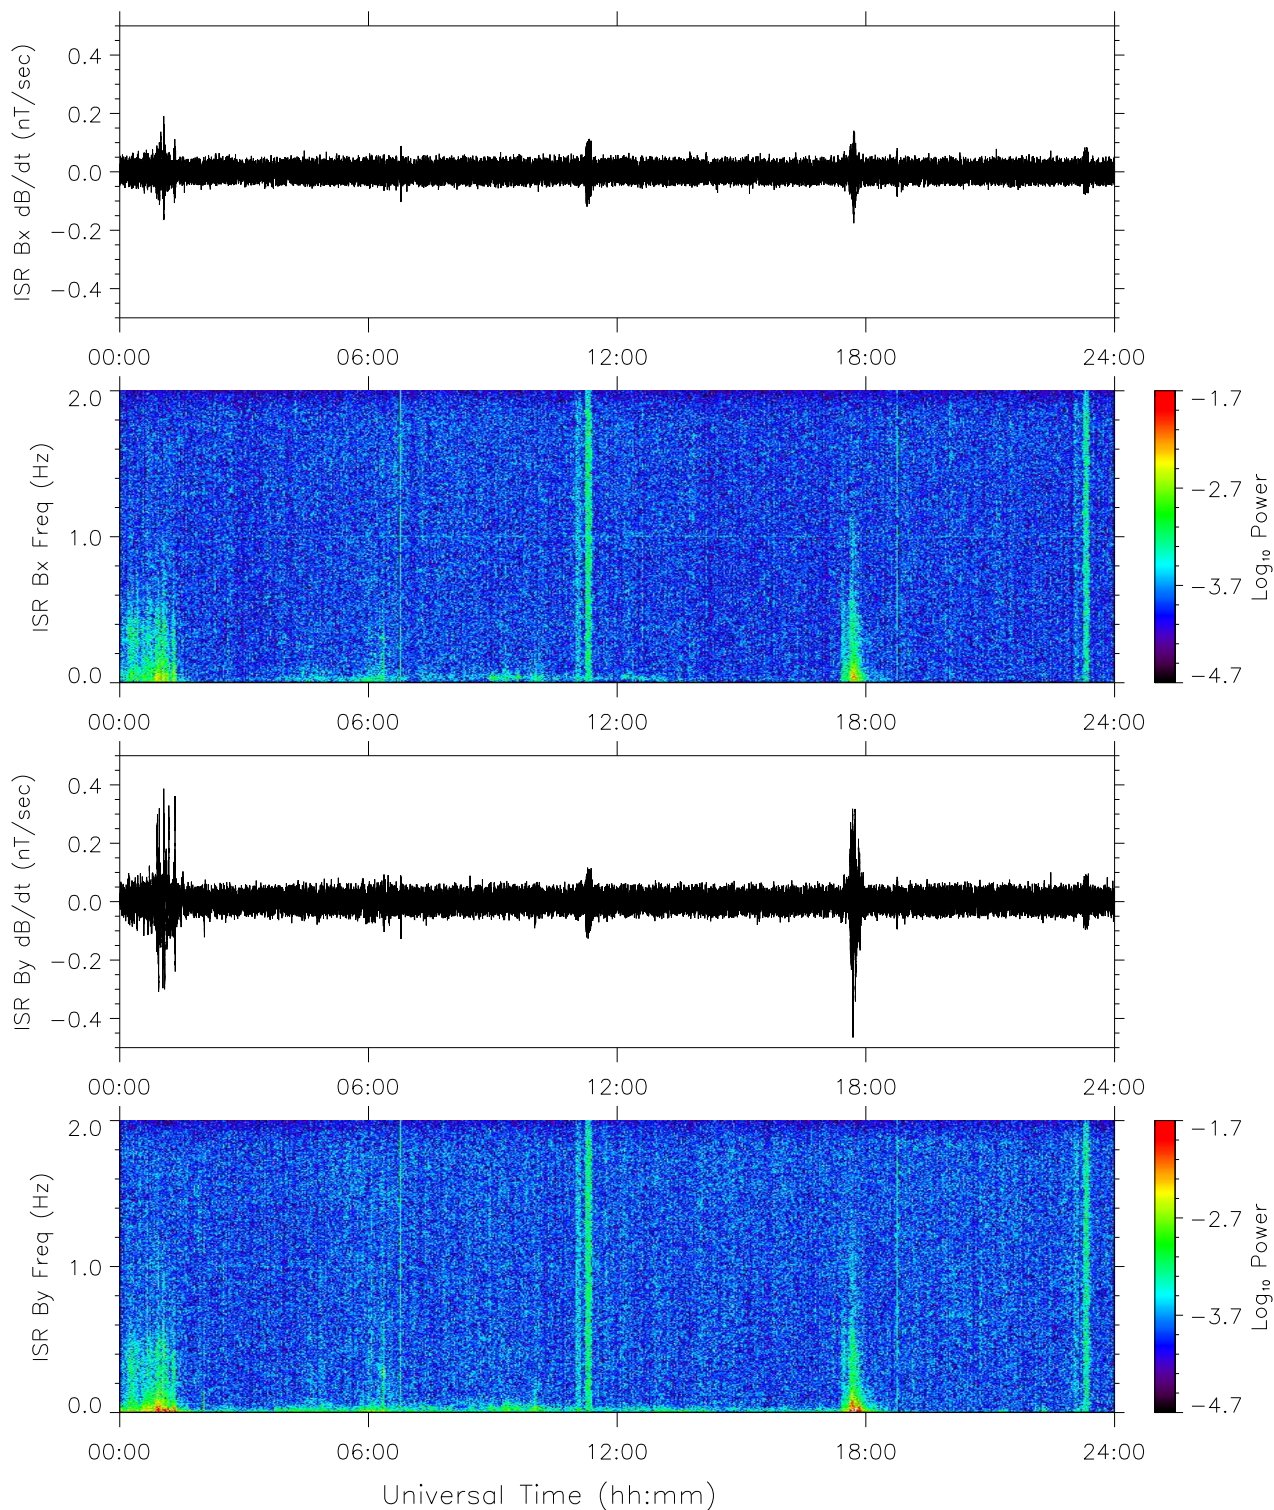 ISR Bx dB/dt (nT/sec)
0.4
0.2
0.0
−0.2
−0.4
00:00 06:00 12:00 18:00 24:00
ISR Bx Freq (Hz)
2.0
1.0
0.0
00:00 06:00 12:00 18:00 24:00
−1.7
−2.7
−3.7
−4.7
Log₁₀ Power
ISR By dB/dt (nT/sec)
0.4
0.2
0.0
−0.2
−0.4
00:00 06:00 12:00 18:00 24:00
ISR By Freq (Hz)
2.0
1.0
0.0
00:00 06:00 12:00 18:00 24:00
−1.7
−2.7
−3.7
−4.7
Log₁₀ Power
Universal Time (hh:mm)